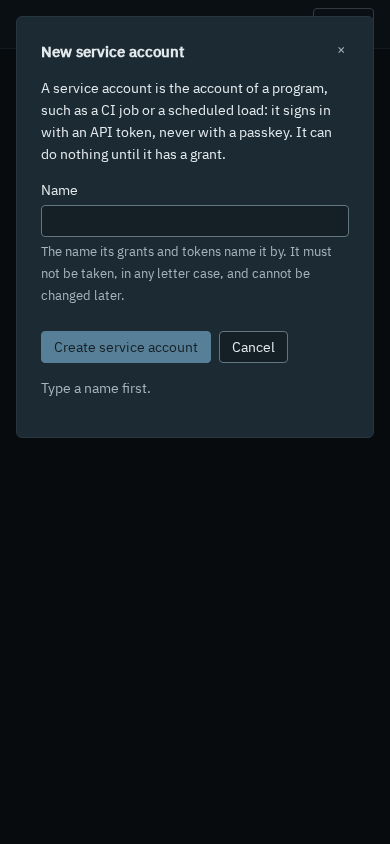 New service account
×
A service account is the account of a program,
such as a CI job or a scheduled load: it signs in
with an API token, never with a passkey. It can
do nothing until it has a grant.
Name
The name its grants and tokens name it by. It must
not be taken, in any letter case, and cannot be
changed later.
Create service account
Cancel
Type a name first.